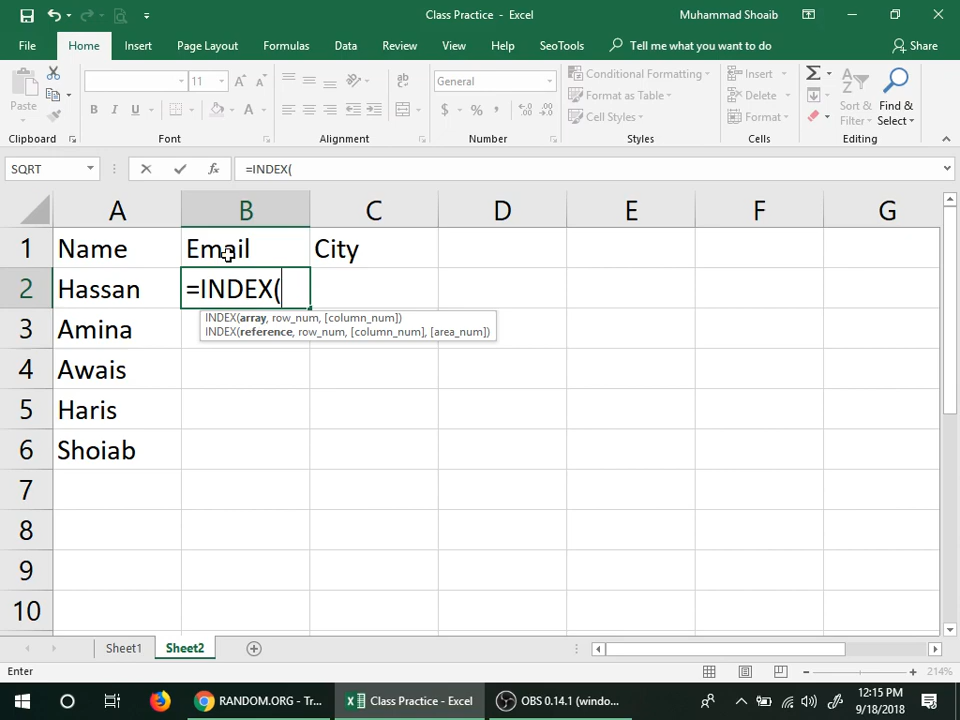 Class Practice - Excel
Muhammad Shoaib
File Home Insert Page Layout Formulas Data Review View Help SeoTools Tell me what you want to do Share
Paste
11
B I U
A
ab
General
$ % ,
Conditional Formatting
Format as Table
Cell Styles
Insert
Delete
Format
Sort & Filter
Find & Select
Clipboard Font Alignment Number Styles Cells Editing
SQRT fx =INDEX(
A B C D E F G
1 Name Email City
2 Hassan =INDEX(
INDEX(array, row_num, [column_num])
INDEX(reference, row_num, [column_num], [area_num])
3 Amina
4 Awais
5 Haris
6 Shoiab
7
8
9
10
Sheet1 Sheet2
Enter
214%
RANDOM.ORG - Tr...
Class Practice - Excel
OBS 0.14.1 (windo...
12:15 PM
9/18/2018